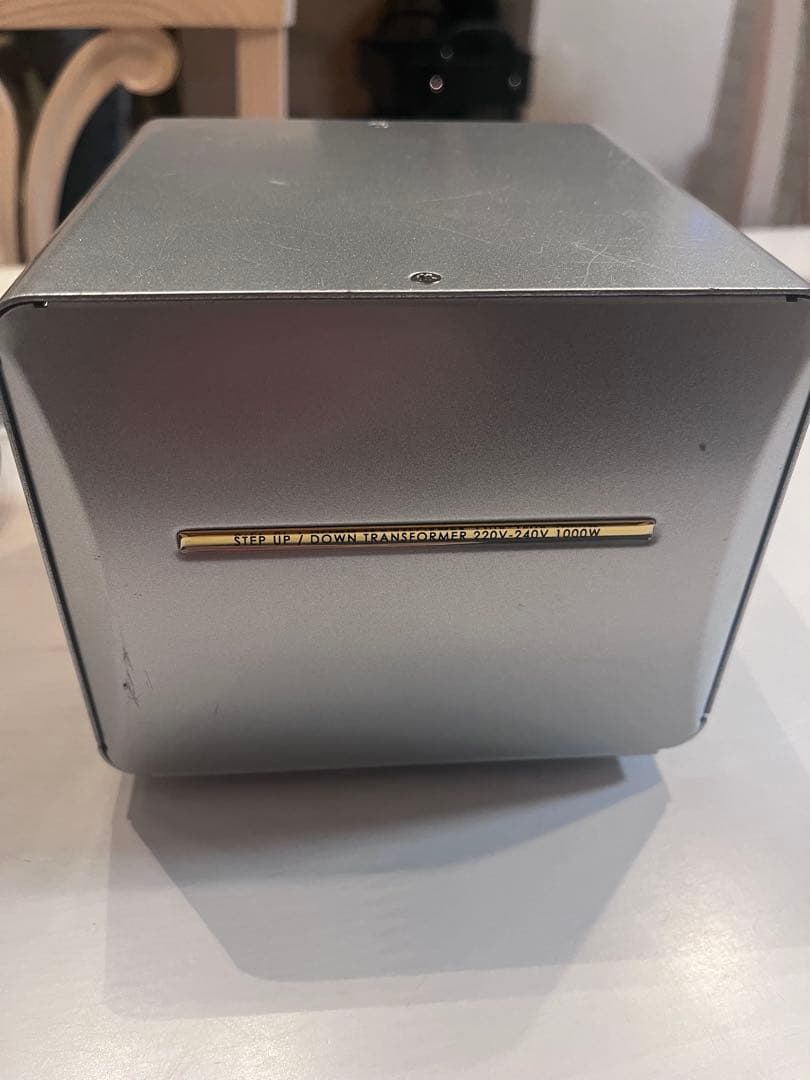 STEP UP / DOWN TRANSFORMER 220V-240V 1000W